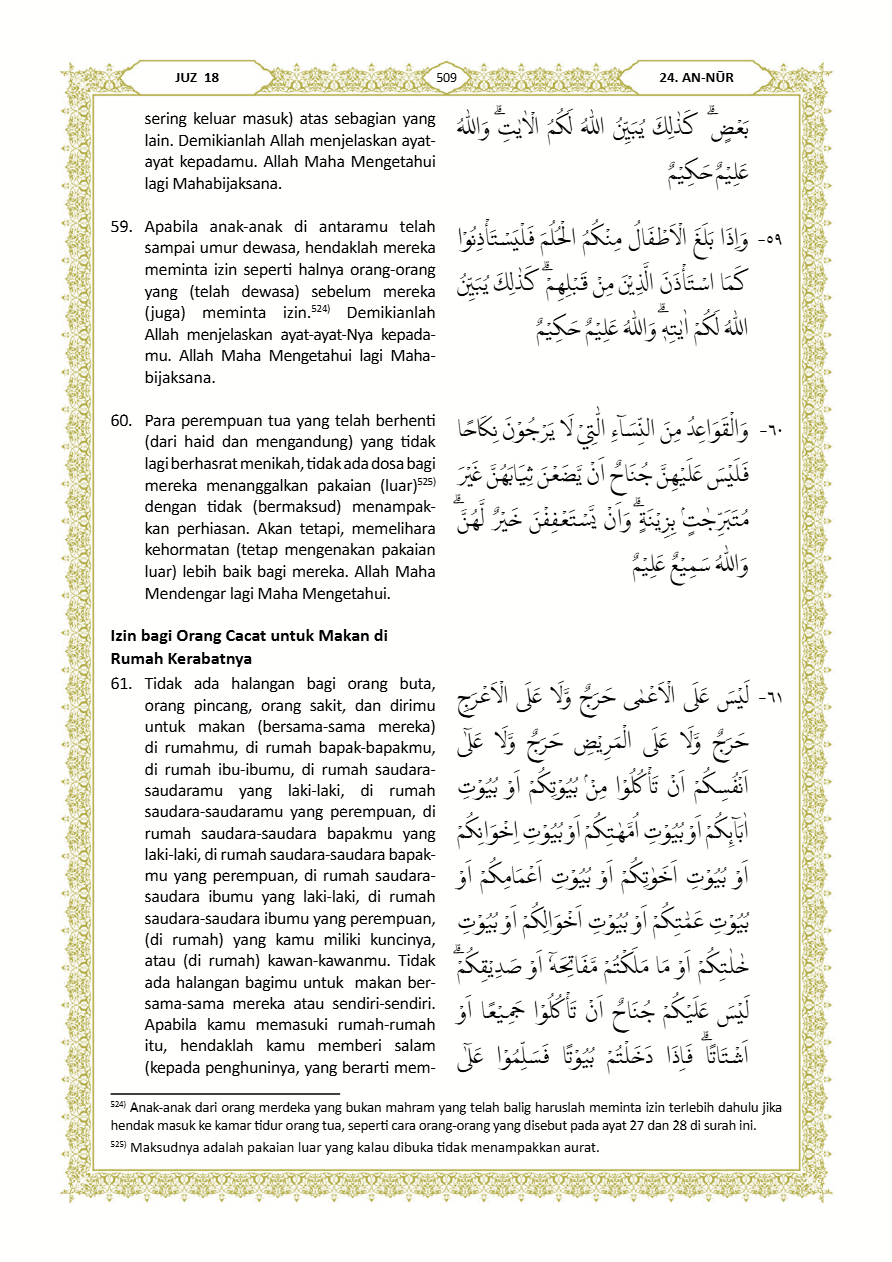 JUZ 18
509
24. AN-NŪR
sering keluar masuk) atas sebagian yang
lain. Demikianlah Allah menjelaskan ayat-
ayat kepadamu. Allah Maha Mengetahui
lagi Mahabijaksana.
بَعْضٍۗ كَذٰلِكَ يُبَيِّنُ اللّٰهُ لَكُمُ الْاٰيٰتِۗ وَاللّٰهُ
عَلِيْمٌ حَكِيْمٌ
59. Apabila anak-anak di antaramu telah
sampai umur dewasa, hendaklah mereka
meminta izin seperti halnya orang-orang
yang (telah dewasa) sebelum mereka
(juga) meminta izin.⁵²⁴⁾ Demikianlah
Allah menjelaskan ayat-ayat-Nya kepada-
mu. Allah Maha Mengetahui lagi Maha-
bijaksana.
٥٩- وَاِذَا بَلَغَ الْاَطْفَالُ مِنْكُمُ الْحُلُمَ فَلْيَسْتَأْذِنُوْا
كَمَا اسْتَأْذَنَ الَّذِيْنَ مِنْ قَبْلِهِمْۗ كَذٰلِكَ يُبَيِّنُ
اللّٰهُ لَكُمْ اٰيٰتِهٖۗ وَاللّٰهُ عَلِيْمٌ حَكِيْمٌ
60. Para perempuan tua yang telah berhenti
(dari haid dan mengandung) yang tidak
lagi berhasrat menikah, tidak ada dosa bagi
mereka menanggalkan pakaian (luar)⁵²⁵⁾
dengan tidak (bermaksud) menampak-
kan perhiasan. Akan tetapi, memelihara
kehormatan (tetap mengenakan pakaian
luar) lebih baik bagi mereka. Allah Maha
Mendengar lagi Maha Mengetahui.
٦٠- وَالْقَوَاعِدُ مِنَ النِّسَاۤءِ الّٰتِيْ لَا يَرْجُوْنَ نِكَاحًا
فَلَيْسَ عَلَيْهِنَّ جُنَاحٌ اَنْ يَّضَعْنَ ثِيَابَهُنَّ غَيْرَ
مُتَبَرِّجٰتٍۢ بِزِيْنَةٍۗ وَاَنْ يَّسْتَعْفِفْنَ خَيْرٌ لَّهُنَّۗ
وَاللّٰهُ سَمِيْعٌ عَلِيْمٌ
Izin bagi Orang Cacat untuk Makan di
Rumah Kerabatnya
61. Tidak ada halangan bagi orang buta,
orang pincang, orang sakit, dan dirimu
untuk makan (bersama-sama mereka)
di rumahmu, di rumah bapak-bapakmu,
di rumah ibu-ibumu, di rumah saudara-
saudaramu yang laki-laki, di rumah
saudara-saudaramu yang perempuan, di
rumah saudara-saudara bapakmu yang
laki-laki, di rumah saudara-saudara bapak-
mu yang perempuan, di rumah saudara-
saudara ibumu yang laki-laki, di rumah
saudara-saudara ibumu yang perempuan,
(di rumah) yang kamu miliki kuncinya,
atau (di rumah) kawan-kawanmu. Tidak
ada halangan bagimu untuk makan ber-
sama-sama mereka atau sendiri-sendiri.
Apabila kamu memasuki rumah-rumah
itu, hendaklah kamu memberi salam
(kepada penghuninya, yang berarti mem-
٦١- لَيْسَ عَلَى الْاَعْمٰى حَرَجٌ وَّلَا عَلَى الْاَعْرَجِ
حَرَجٌ وَّلَا عَلَى الْمَرِيْضِ حَرَجٌ وَّلَا عَلٰٓى
اَنْفُسِكُمْ اَنْ تَأْكُلُوْا مِنْۢ بُيُوْتِكُمْ اَوْ بُيُوْتِ
اٰبَاۤىِٕكُمْ اَوْ بُيُوْتِ اُمَّهٰتِكُمْ اَوْ بُيُوْتِ اِخْوَانِكُمْ
اَوْ بُيُوْتِ اَخَوٰتِكُمْ اَوْ بُيُوْتِ اَعْمَامِكُمْ اَوْ
بُيُوْتِ عَمّٰتِكُمْ اَوْ بُيُوْتِ اَخْوَالِكُمْ اَوْ بُيُوْتِ
خٰلٰتِكُمْ اَوْ مَا مَلَكْتُمْ مَّفَاتِحَهٗٓ اَوْ صَدِيْقِكُمْۗ
لَيْسَ عَلَيْكُمْ جُنَاحٌ اَنْ تَأْكُلُوْا جَمِيْعًا اَوْ
اَشْتَاتًاۗ فَاِذَا دَخَلْتُمْ بُيُوْتًا فَسَلِّمُوْا عَلٰٓى
⁵²⁴⁾ Anak-anak dari orang merdeka yang bukan mahram yang telah balig haruslah meminta izin terlebih dahulu jika
hendak masuk ke kamar tidur orang tua, seperti cara orang-orang yang disebut pada ayat 27 dan 28 di surah ini.
⁵²⁵⁾ Maksudnya adalah pakaian luar yang kalau dibuka tidak menampakkan aurat.